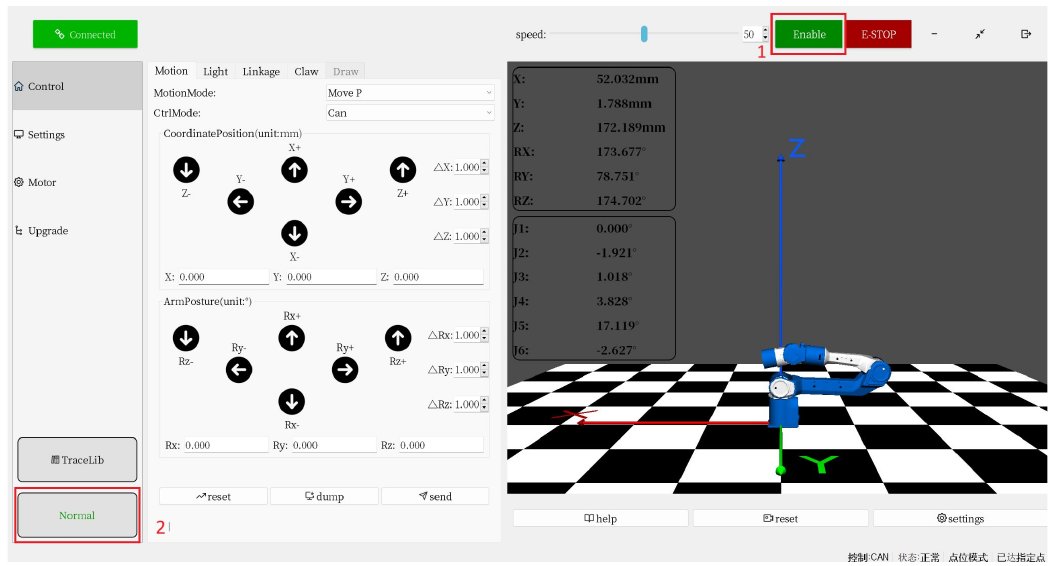 Connected
speed:
50
1
Enable
E-STOP
Control
Settings
Motor
Upgrade
TraceLib
Normal
2
Motion Light Linkage Claw Draw
MotionMode: Move P
CtrlMode: Can
CoordinatePosition(unit:mm)
X+
Z-
Y-
Y+
Z+
X-
△X: 1.000
△Y: 1.000
△Z: 1.000
X: 0.000 Y: 0.000 Z: 0.000
ArmPosture(unit:°)
Rx+
Rz-
Ry-
Ry+
Rz+
Rx-
△Rx: 1.000
△Ry: 1.000
△Rz: 1.000
Rx: 0.000 Ry: 0.000 Rz: 0.000
reset dump send
X: 52.032mm
Y: 1.788mm
Z: 172.189mm
RX: 173.677°
RY: 78.751°
RZ: 174.702°
J1: 0.000°
J2: -1.921°
J3: 1.018°
J4: 3.828°
J5: 17.119°
J6: -2.627°
Z
X
Y
help reset settings
控制:CAN 状态:正常 点位模式 已达指定点